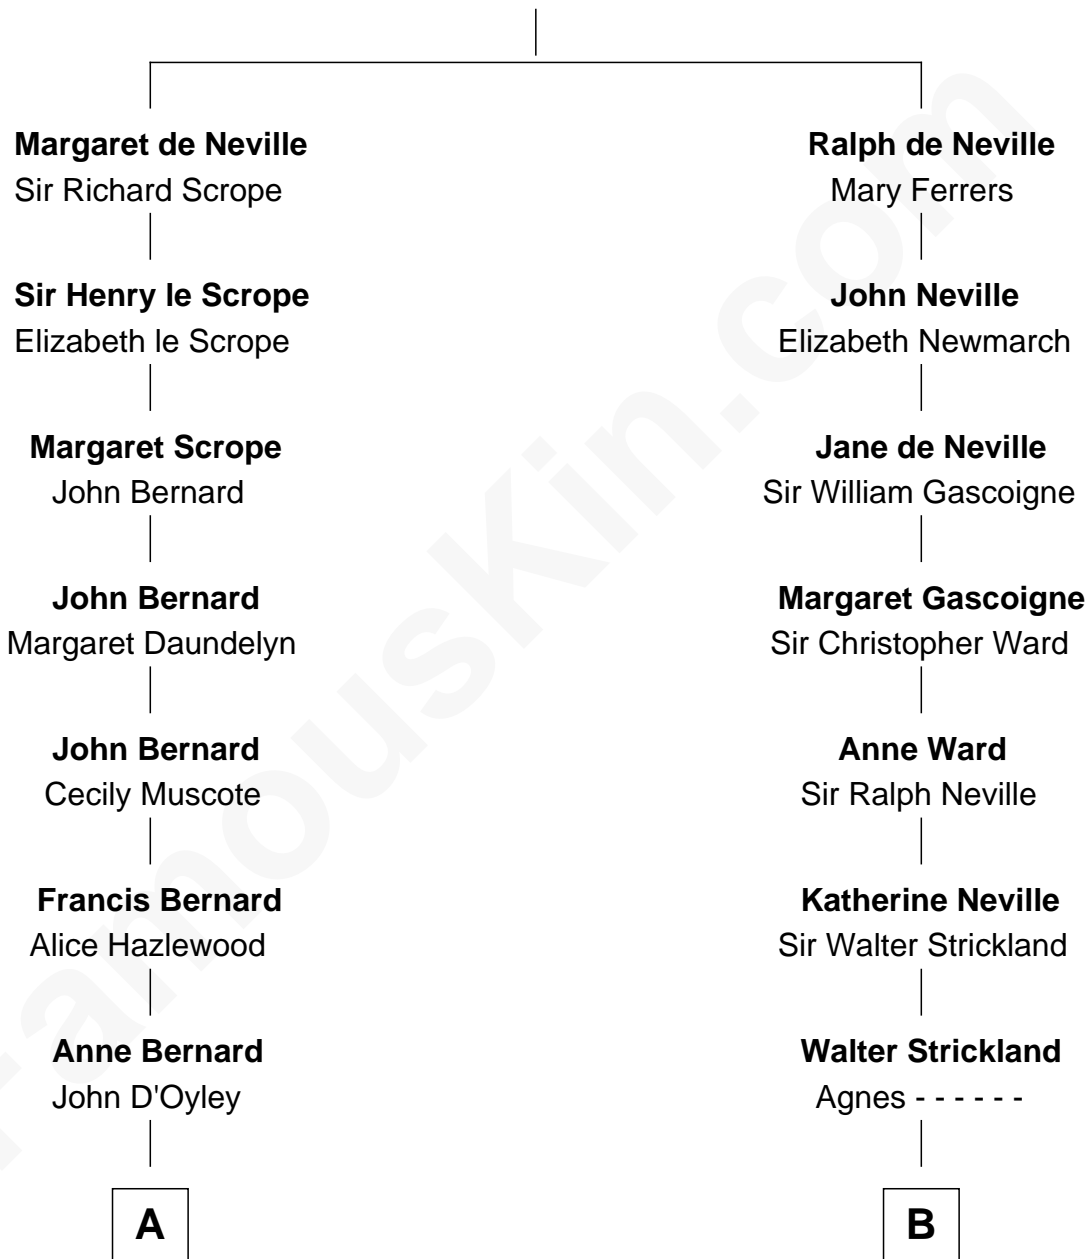 Margaret de Neville
Sir Richard Scrope
Ralph de Neville
Mary Ferrers
Sir Henry le Scrope
Elizabeth le Scrope
John Neville
Elizabeth Newmarch
Margaret Scrope
John Bernard
Jane de Neville
Sir William Gascoigne
John Bernard
Margaret Daundelyn
Margaret Gascoigne
Sir Christopher Ward
John Bernard
Cecily Muscote
Anne Ward
Sir Ralph Neville
Francis Bernard
Alice Hazlewood
Katherine Neville
Sir Walter Strickland
Anne Bernard
John D'Oyley
Walter Strickland
Agnes - - - - - -
A
B
FamousKin.com